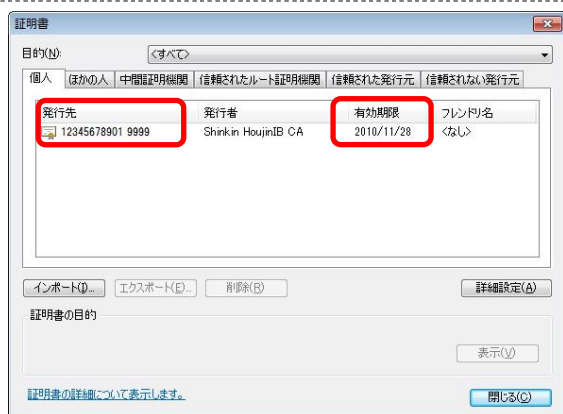 証明書
目的(N): <すべて>
個人 ほかの人 中間証明機関 信頼されたルート証明機関 信頼された発行元 信頼されない発行元
発行先 発行者 有効期限 フレンドリ名
12345678901 9999 Shinkin HoujinIB CA 2010/11/28 <なし>
インポート(I)... エクスポート(E)... 削除(R) 詳細設定(A)
証明書の目的
表示(V)
証明書の詳細について表示します。
閉じる(C)